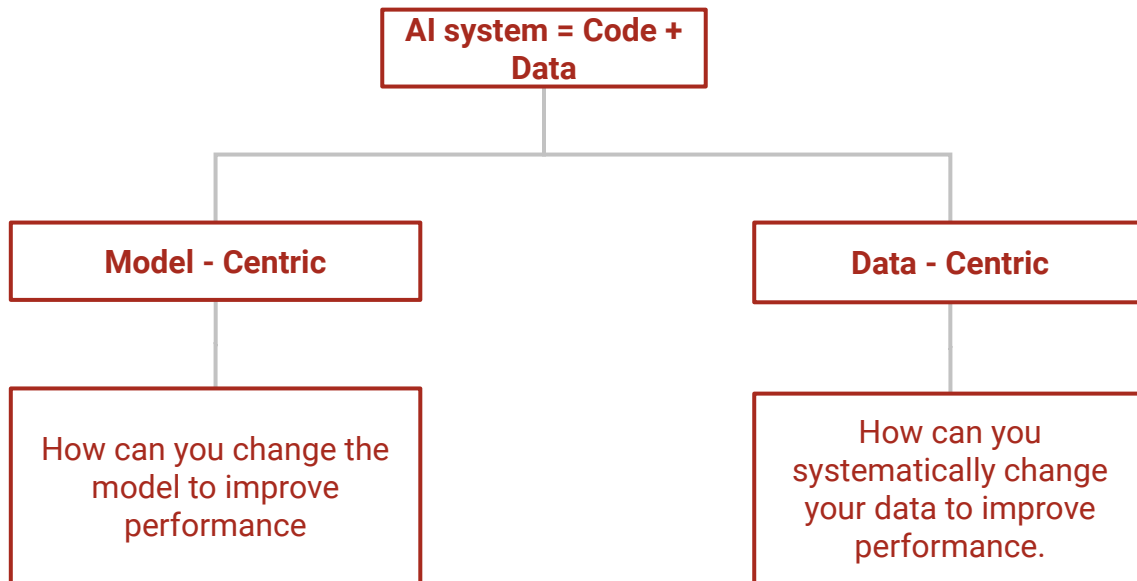 AI system = Code +
Data
Model - Centric
Data - Centric
How can you change the
model to improve
performance
How can you
systematically change
your data to improve
performance.